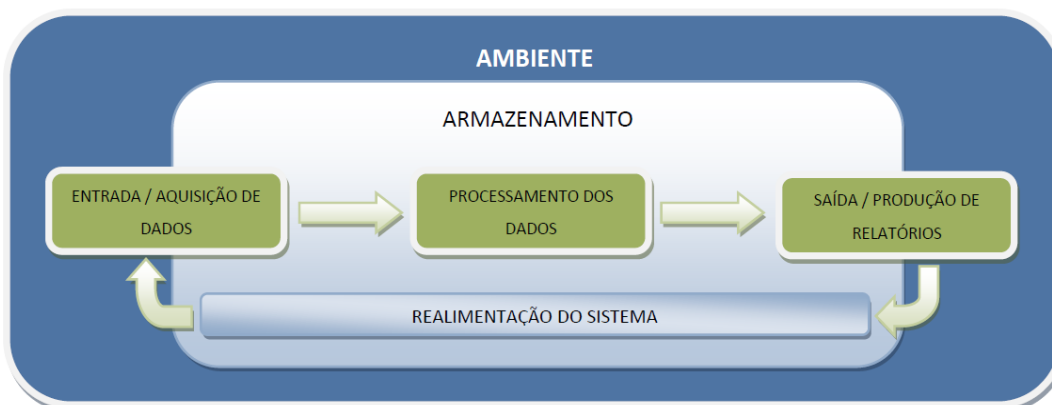 AMBIENTE
ARMAZENAMENTO
ENTRADA / AQUISIÇÃO DE
DADOS
PROCESSAMENTO DOS
DADOS
SAÍDA / PRODUÇÃO DE
RELATÓRIOS
REALIMENTAÇÃO DO SISTEMA